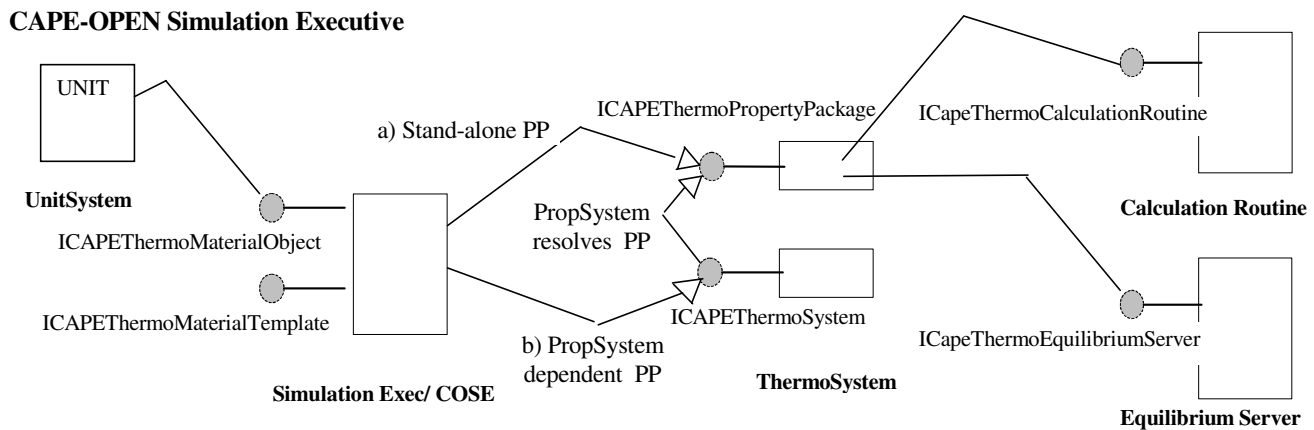 CAPE-OPEN Simulation Executive
UNIT
UnitSystem
ICAPEThermoMaterialObject
ICAPEThermoMaterialTemplate
a) Stand-alone PP
PropSystem
resolves PP
b) PropSystem
dependent PP
Simulation Exec/ COSE
ICAPEThermoPropertyPackage
ICAPEThermoSystem
ThermoSystem
ICapeThermoCalculationRoutine
Calculation Routine
ICapeThermoEquilibriumServer
Equilibrium Server